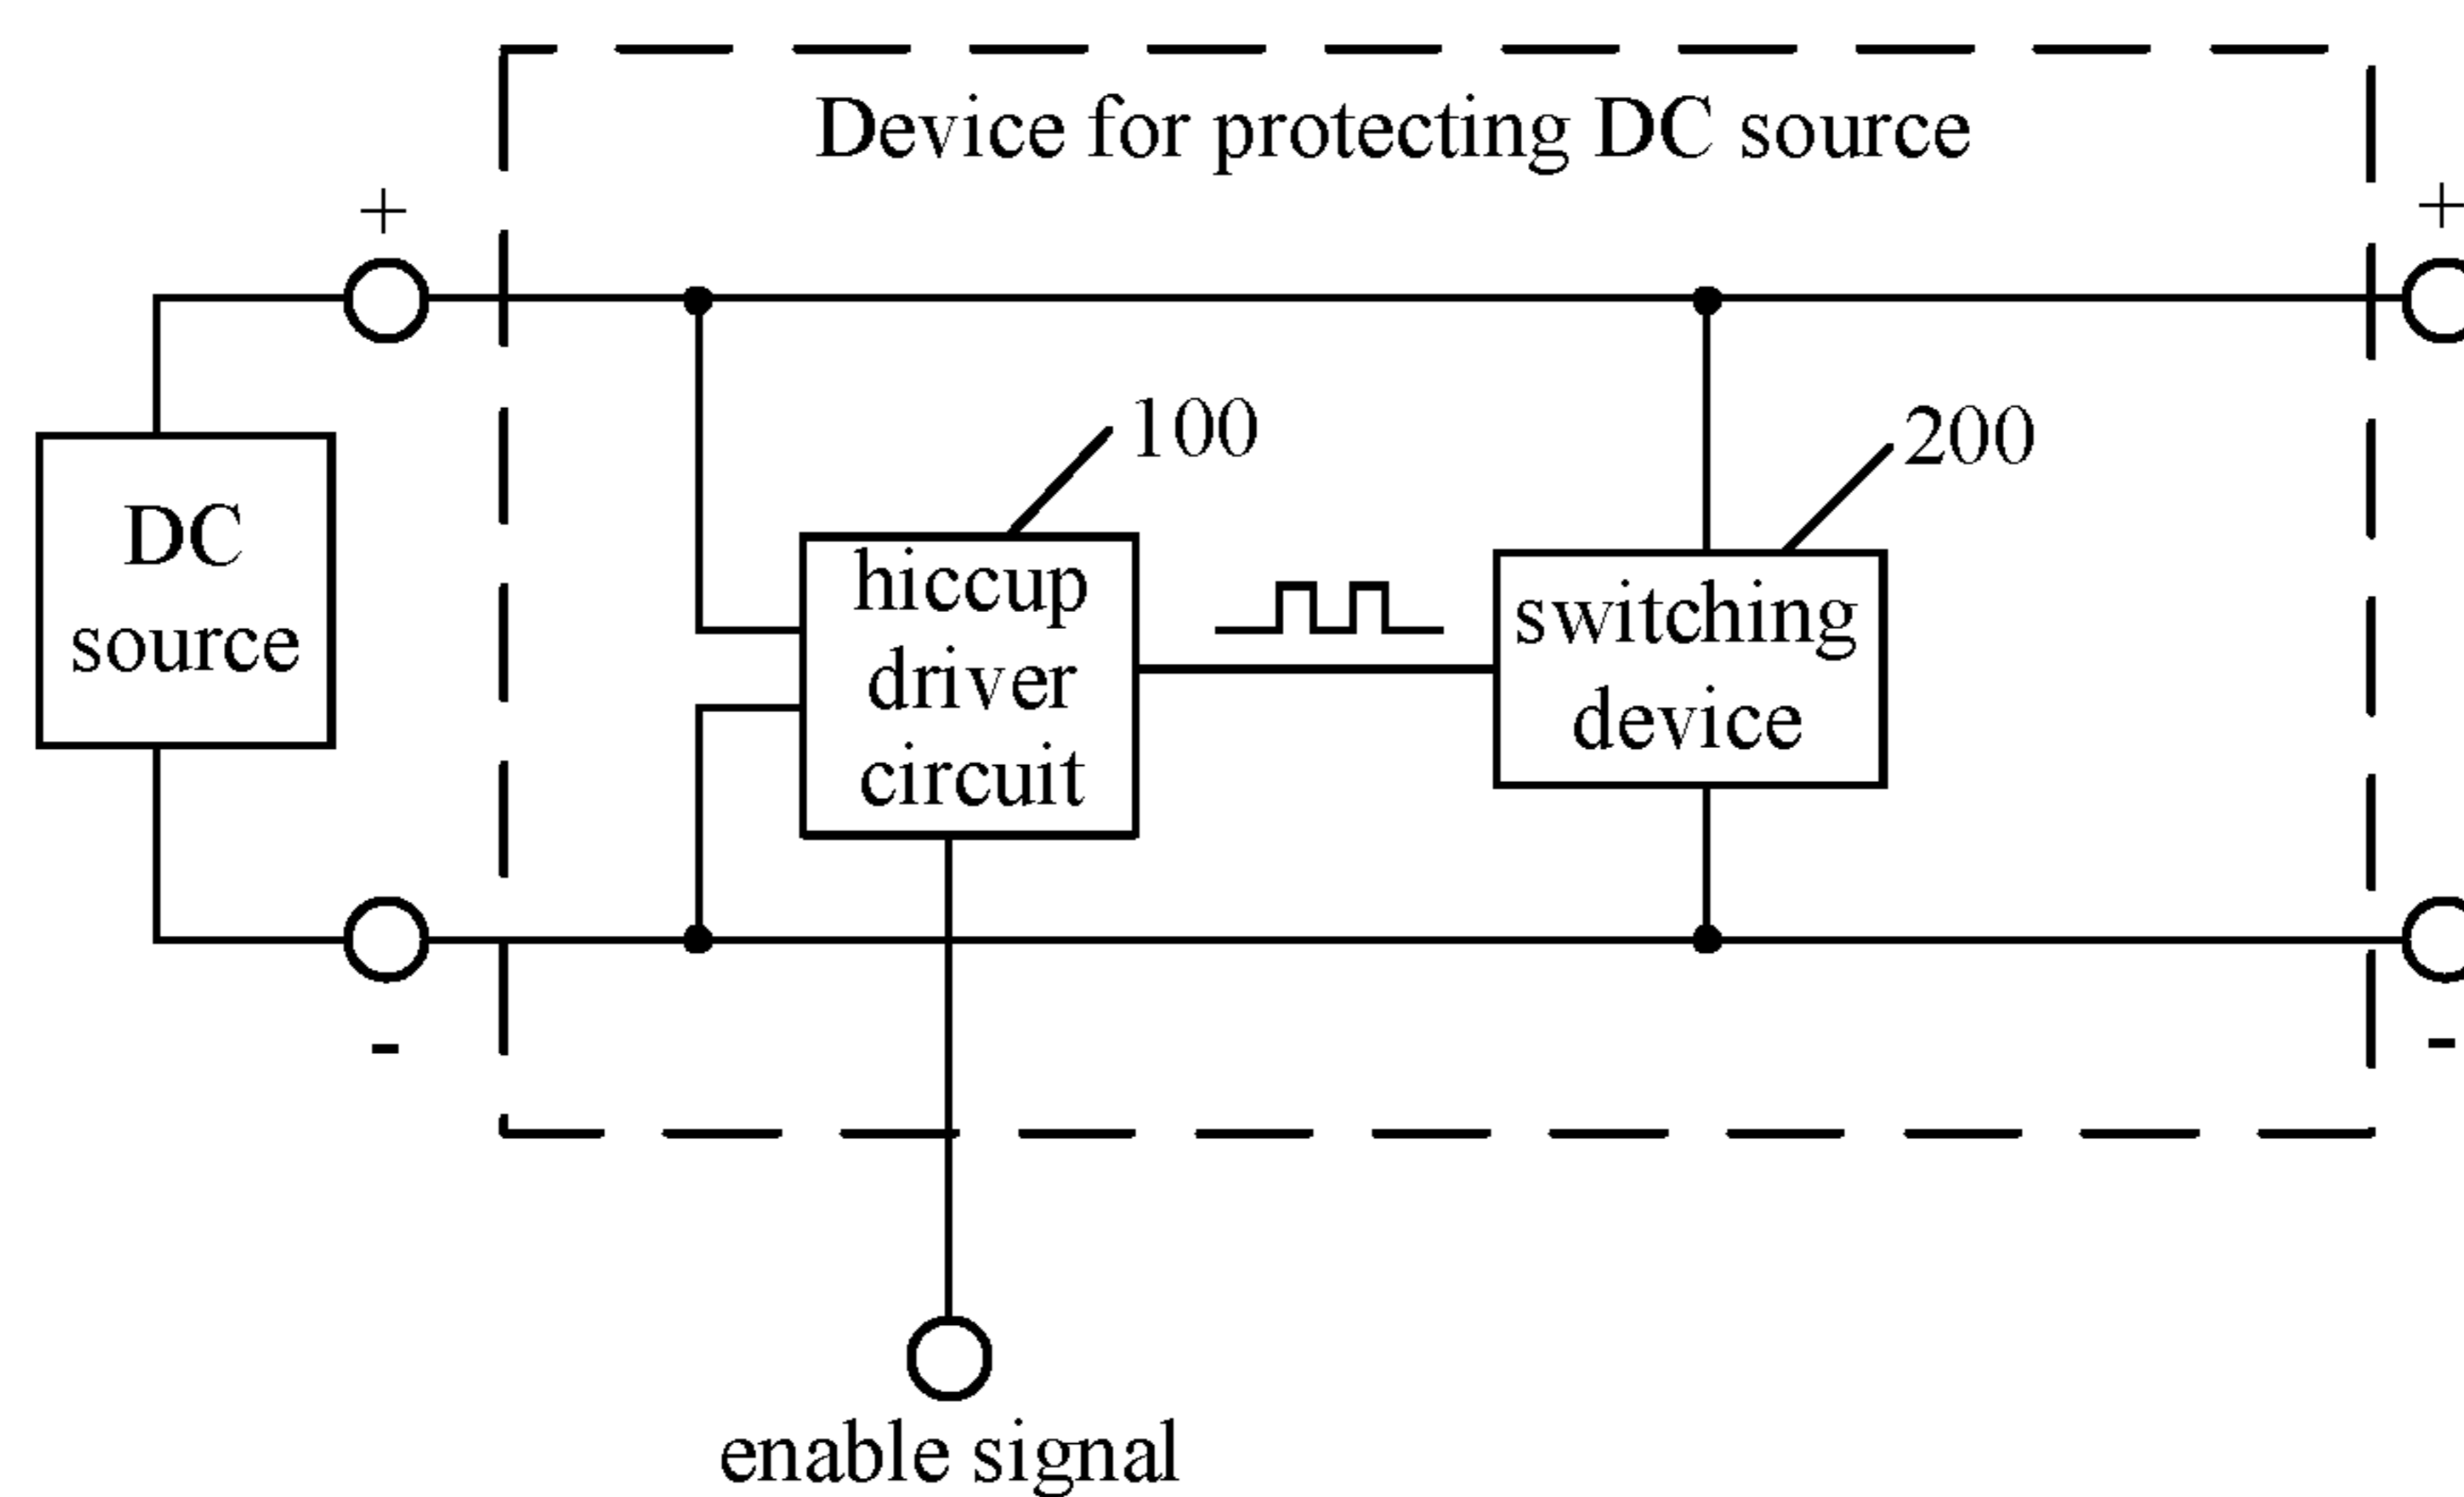 Device for protecting DC source
+
+
100
200
DC
source
hiccup
driver
circuit
switching
device
-
-
enable signal